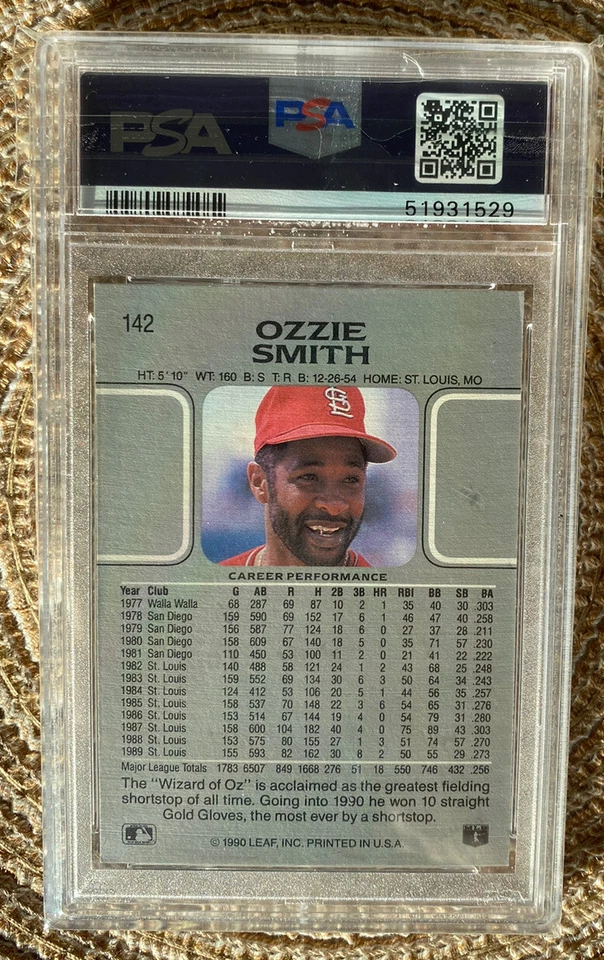 PSA
PSA
51931529
142
OZZIE
SMITH
HT: 5' 10" WT: 160 B: S T: R B: 12-26-54 HOME: ST. LOUIS, MO
CAREER PERFORMANCE
Year Club G AB R H 2B 3B HR RBI BB SB BA
1977 Walla Walla 68 287 69 87 10 2 1 35 40 30 .303
1978 San Diego 159 590 69 152 17 6 1 46 47 40 .258
1979 San Diego 156 587 77 124 18 6 0 27 37 28 .211
1980 San Diego 158 609 67 140 18 5 0 35 71 57 .230
1981 San Diego 110 450 53 100 11 2 0 21 41 22 .222
1982 St. Louis 140 488 58 121 24 1 2 43 68 25 .248
1983 St. Louis 159 552 69 134 30 6 3 50 64 34 .243
1984 St. Louis 124 412 53 106 20 5 1 44 56 35 .257
1985 St. Louis 158 537 70 148 22 3 6 54 65 31 .276
1986 St. Louis 153 514 67 144 19 4 0 54 79 31 .280
1987 St. Louis 158 600 104 182 40 4 0 75 89 43 .303
1988 St. Louis 153 575 80 155 27 1 3 51 74 57 .270
1989 St. Louis 155 593 82 162 30 8 2 50 55 29 .273
Major League Totals 1783 6507 849 1668 276 51 18 550 746 432 .256
The "Wizard of Oz" is acclaimed as the greatest fielding
shortstop of all time. Going into 1990 he won 10 straight
Gold Gloves, the most ever by a shortstop.
© 1990 LEAF, INC. PRINTED IN U.S.A.